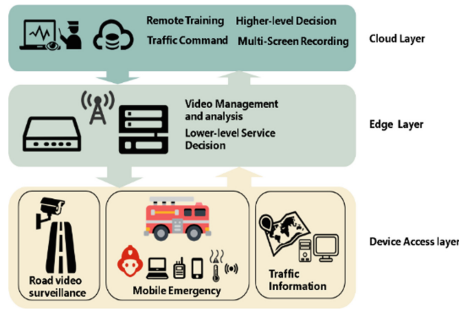 Remote Training Higher-level Decision
Traffic Command Multi-Screen Recording
Cloud Layer
Video Management
and analysis
Lower-level Service
Decision
Edge Layer
Device Access layer
Road video
surveillance
Mobile Emergency
Traffic
Information